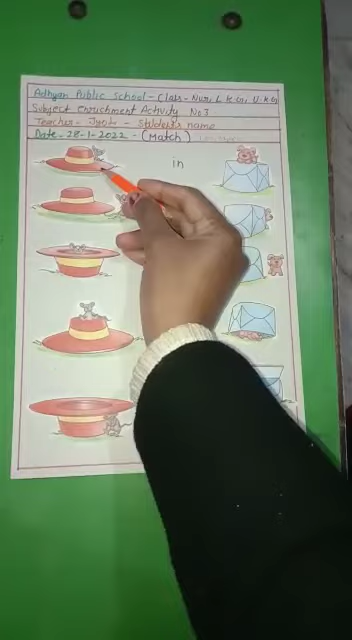 Adhyan Public School - Class - Nur, L.K.G, U.K.G
Subject Enrichment Activity No 3
Teacher - Jyoti - Students name
Date - 28-1-2022 - (Match)
in